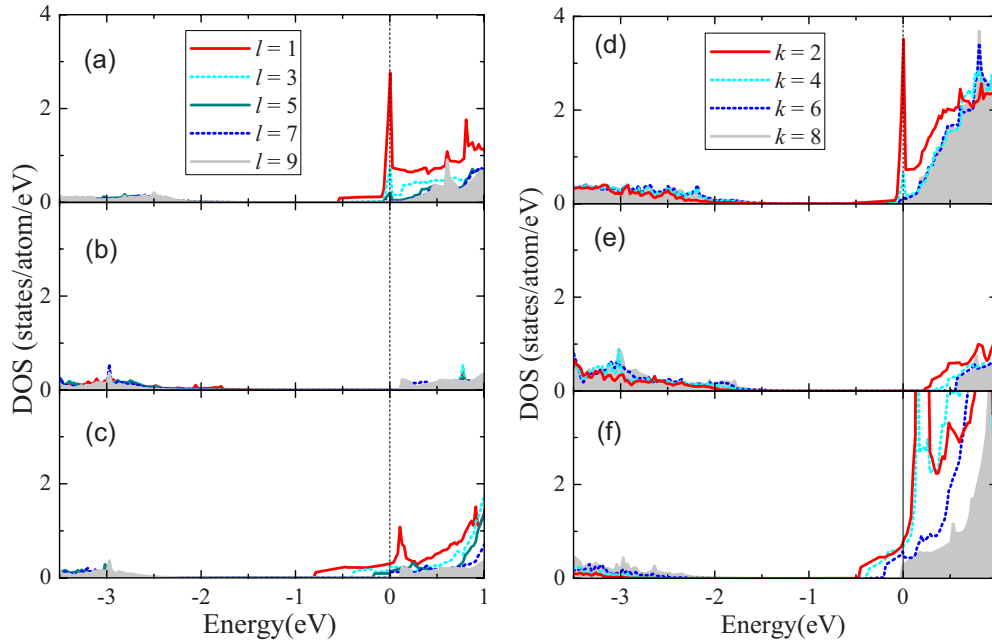 (a)
l = 1
l = 3
l = 5
l = 7
l = 9
4
2
0
(b)
2
0
(c)
2
0
-3
-2
-1
0
1
Energy(eV)
DOS (states/atom/eV)
(d)
k = 2
k = 4
k = 6
k = 8
4
2
0
(e)
2
0
(f)
2
0
-3
-2
-1
0
1
Energy(eV)
DOS (states/atom/eV)